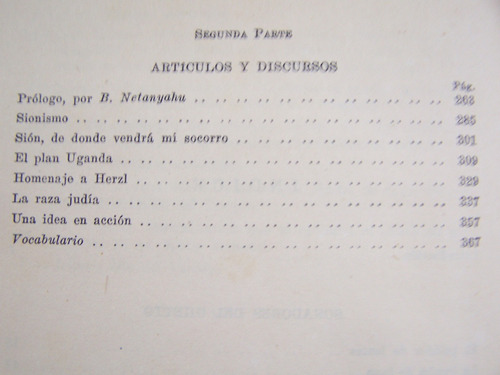 SEGUNDA PARTE
ARTICULOS Y DISCURSOS
Pág.
Prólogo, por B. Netanyahu .. .. .. .. .. .. .. .. .. .. .. .. 263
Sionismo .. .. .. .. .. .. .. .. .. .. .. .. .. .. .. .. 285
Sión, de donde vendrá mi socorro .. .. .. .. .. .. .. .. .. .. 301
El plan Uganda .. .. .. .. .. .. .. .. .. .. .. .. .. .. 309
Homenaje a Herzl .. .. .. .. .. .. .. .. .. .. .. .. .. 329
La raza judía .. .. .. .. .. .. .. .. .. .. .. .. .. .. .. 337
Una idea en acción .. .. .. .. .. .. .. .. .. .. .. .. .. 357
Vocabulario .. .. .. .. .. .. .. .. .. .. .. .. .. .. .. 367